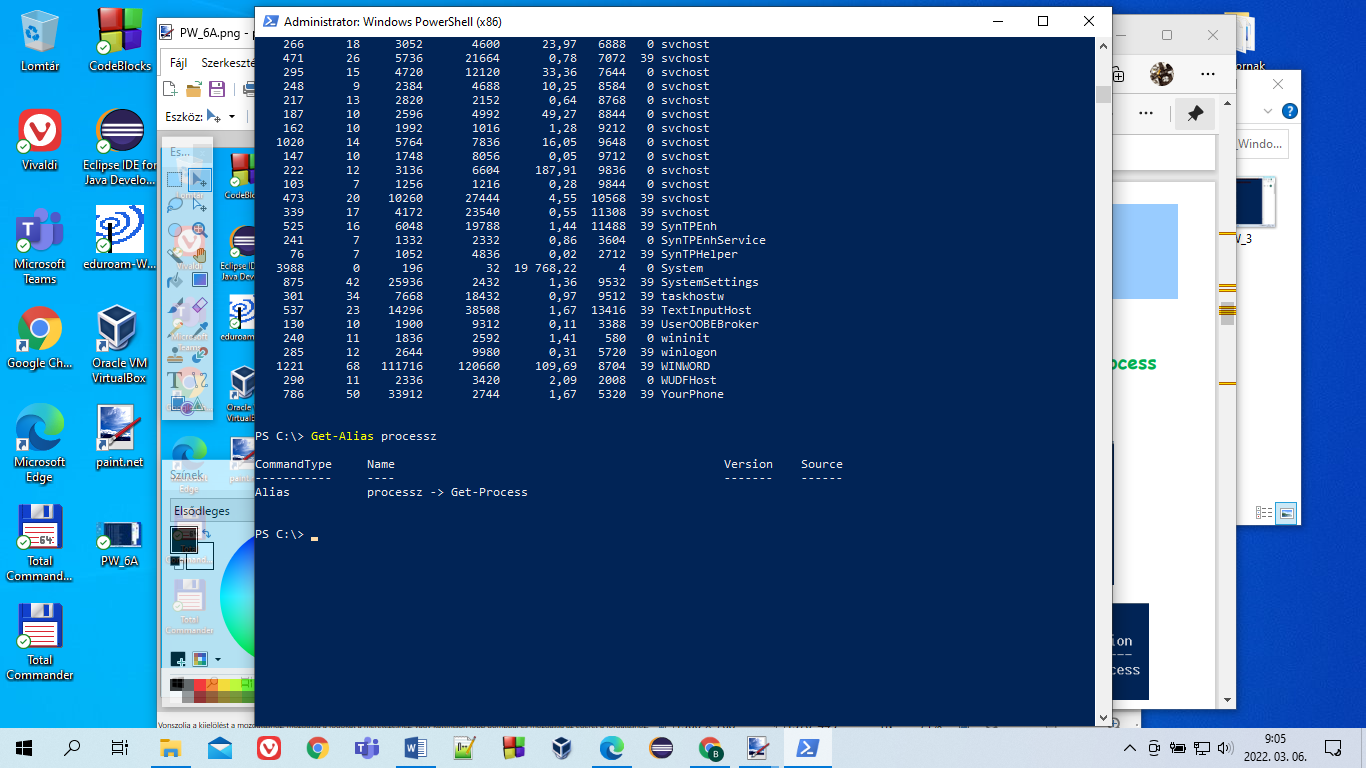 Lomtár
CodeBlocks
Vivaldi
Eclipse IDE for
Java Develo...
Microsoft
Teams
eduroam-W...
Google Ch...
Oracle VM
VirtualBox
Microsoft
Edge
paint.net
Total
Command...
PW_6A
Total
Commander
PW_6A.png - p
Fájl Szerkeszté
Eszköz:
Es...
Színek
Elsődleges
Administrator: Windows PowerShell (x86)
266 18 3052 4600 23,97 6888 0 svchost
471 26 5736 21664 0,78 7072 39 svchost
295 15 4720 12120 33,36 7644 0 svchost
248 9 2384 4688 10,25 8584 0 svchost
217 13 2820 2152 0,64 8768 0 svchost
187 10 2596 4992 49,27 8844 0 svchost
162 10 1992 1016 1,28 9212 0 svchost
1020 14 5764 7836 16,05 9648 0 svchost
147 10 1748 8056 0,05 9712 0 svchost
222 12 3136 6604 187,91 9836 0 svchost
103 7 1256 1216 0,28 9844 0 svchost
473 20 10260 27444 4,55 10568 39 svchost
339 17 4172 23540 0,55 11308 39 svchost
525 16 6048 19788 1,44 11488 39 SynTPEnh
241 7 1332 2332 0,86 3604 0 SynTPEnhService
76 7 1052 4836 0,02 2712 39 SynTPHelper
3988 0 196 32 19 768,22 4 0 System
875 42 25936 2432 1,36 9532 39 SystemSettings
301 34 7668 18432 0,97 9512 39 taskhostw
537 23 14296 38508 1,67 13416 39 TextInputHost
130 10 1900 9312 0,11 3388 39 UserOOBEBroker
240 11 1836 2592 1,41 580 0 wininit
285 12 2644 9980 0,31 5720 39 winlogon
1221 68 111716 120660 109,69 8704 39 WINWORD
290 11 2336 3420 2,09 2008 0 WUDFHost
786 50 33912 2744 1,67 5320 39 YourPhone
PS C:\> Get-Alias processz
CommandType Name Version Source
----------- ---- ------- ------
Alias processz -> Get-Process
PS C:\>
ornak
_Windo...
W_3
ocess
ion
cess
9:05
2022. 03. 06.